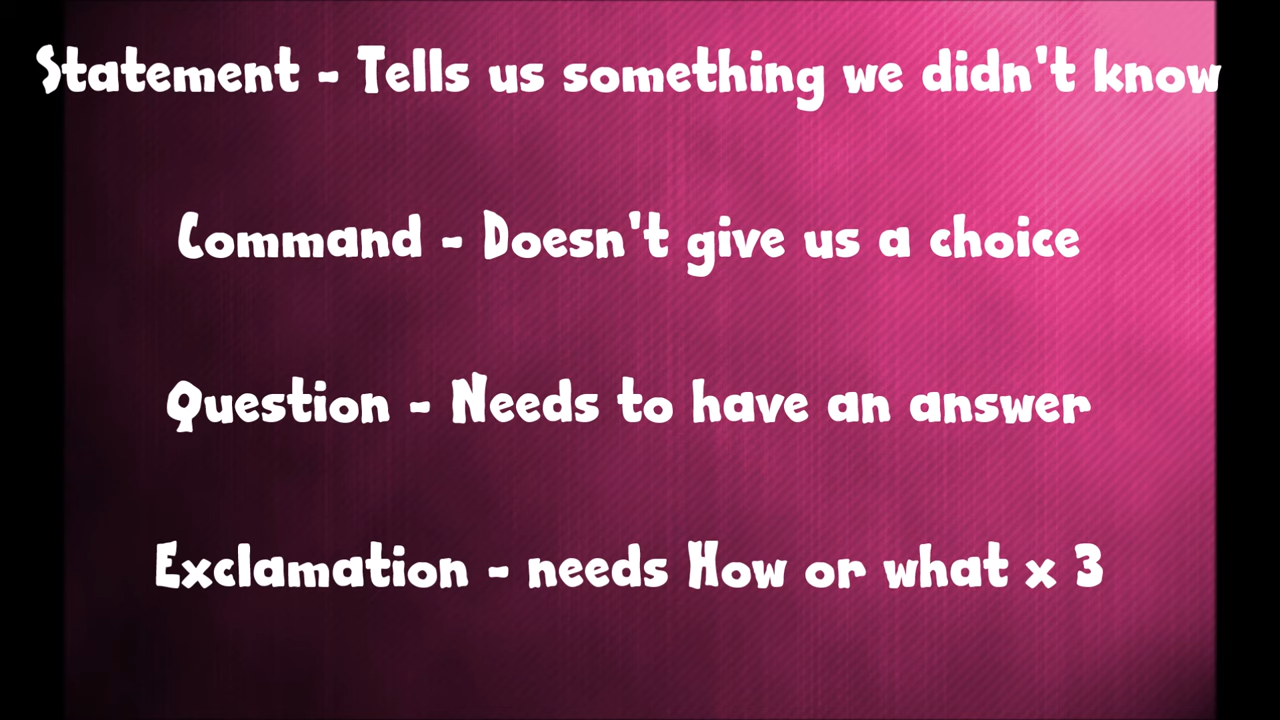 Statement - Tells us something we didn't know
Command - Doesn't give us a choice
Question - Needs to have an answer
Exclamation - needs How or what x 3